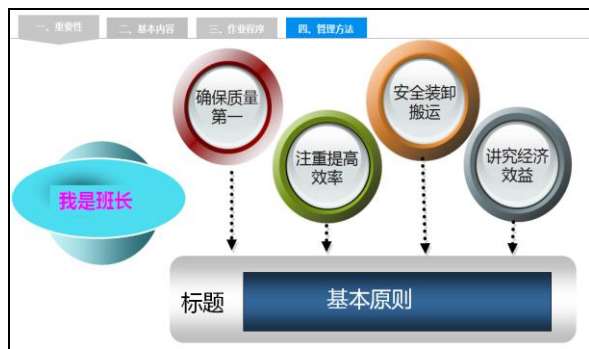 一、重要性
二、基本内容
三、作业程序
四、管理方法
确保质量
第一
注重提高
效率
安全装卸
搬运
讲究经济
效益
我是班长
标题
基本原则